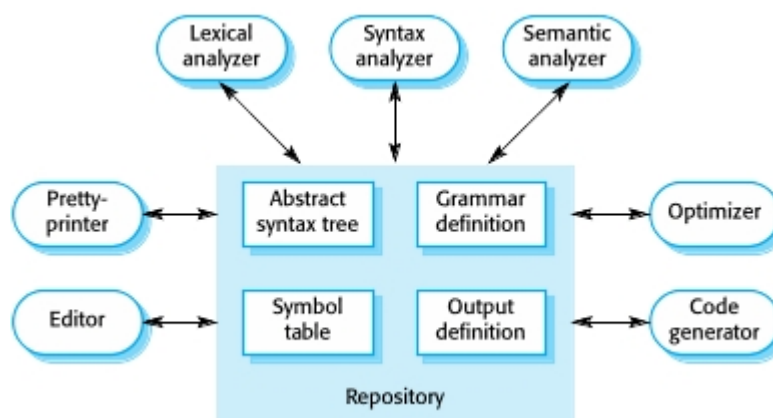 Lexical
analyzer
Syntax
analyzer
Semantic
analyzer
Pretty-
printer
Abstract
syntax tree
Grammar
definition
Optimizer
Editor
Symbol
table
Output
definition
Code
generator
Repository